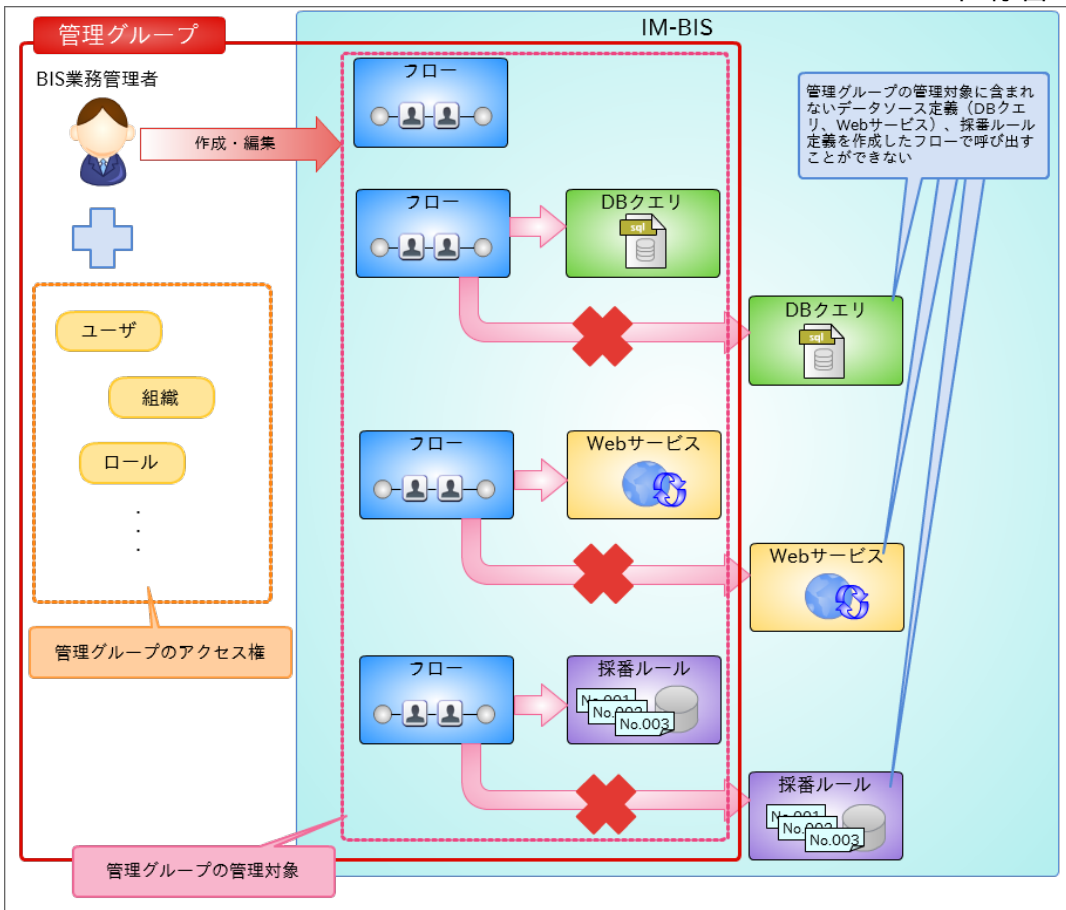 管理グループ
IM-BIS
BIS業務管理者
作成・編集
フロー
管理グループの管理対象に含まれ
ないデータソース定義（DBクエ
リ、Webサービス）、採番ルール
定義を作成したフローで呼び出す
ことができない
フロー
DBクエリ
sql
DBクエリ
sql
ユーザ
組織
ロール
・
・
・
フロー
Webサービス
Webサービス
管理グループのアクセス権
フロー
採番ルール
No.001
No.002
No.003
採番ルール
No.001
No.002
No.003
管理グループの管理対象